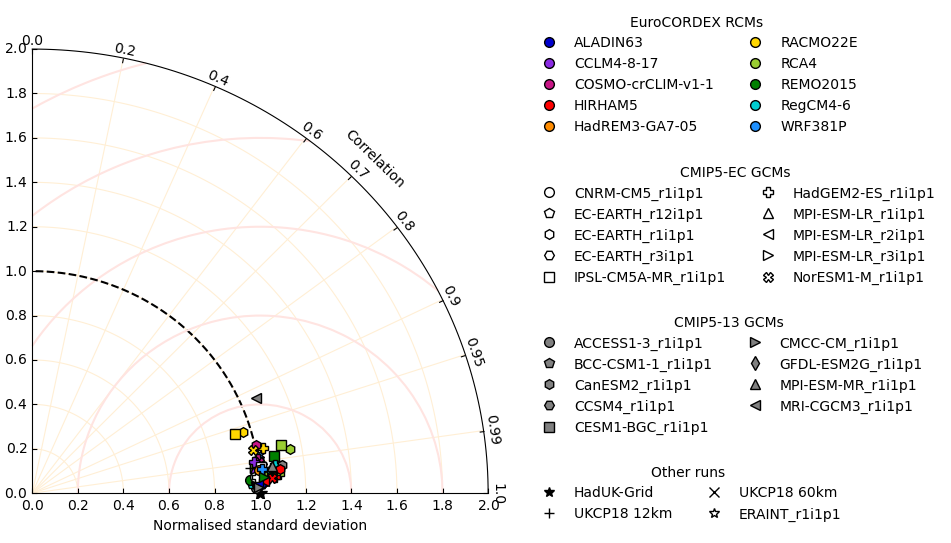 EuroCORDEX RCMs
ALADIN63 RACMO22E
CCLM4-8-17 RCA4
COSMO-crCLIM-v1-1 REMO2015
HIRHAM5 RegCM4-6
HadREM3-GA7-05 WRF381P
CMIP5-EC GCMs
CNRM-CM5_r1i1p1 HadGEM2-ES_r1i1p1
EC-EARTH_r12i1p1 MPI-ESM-LR_r1i1p1
EC-EARTH_r1i1p1 MPI-ESM-LR_r2i1p1
EC-EARTH_r3i1p1 MPI-ESM-LR_r3i1p1
IPSL-CM5A-MR_r1i1p1 NorESM1-M_r1i1p1
CMIP5-13 GCMs
ACCESS1-3_r1i1p1 CMCC-CM_r1i1p1
BCC-CSM1-1_r1i1p1 GFDL-ESM2G_r1i1p1
CanESM2_r1i1p1 MPI-ESM-MR_r1i1p1
CCSM4_r1i1p1 MRI-CGCM3_r1i1p1
CESM1-BGC_r1i1p1
Other runs
HadUK-Grid UKCP18 60km
UKCP18 12km ERAINT_r1i1p1
0.0
0.2
0.4
0.6
0.7
0.8
0.9
0.95
0.99
1.0
Correlation
2.0
1.8
1.6
1.4
1.2
1.0
0.8
0.6
0.4
0.2
0.0
0.0 0.2 0.4 0.6 0.8 1.0 1.2 1.4 1.6 1.8 2.0
Normalised standard deviation